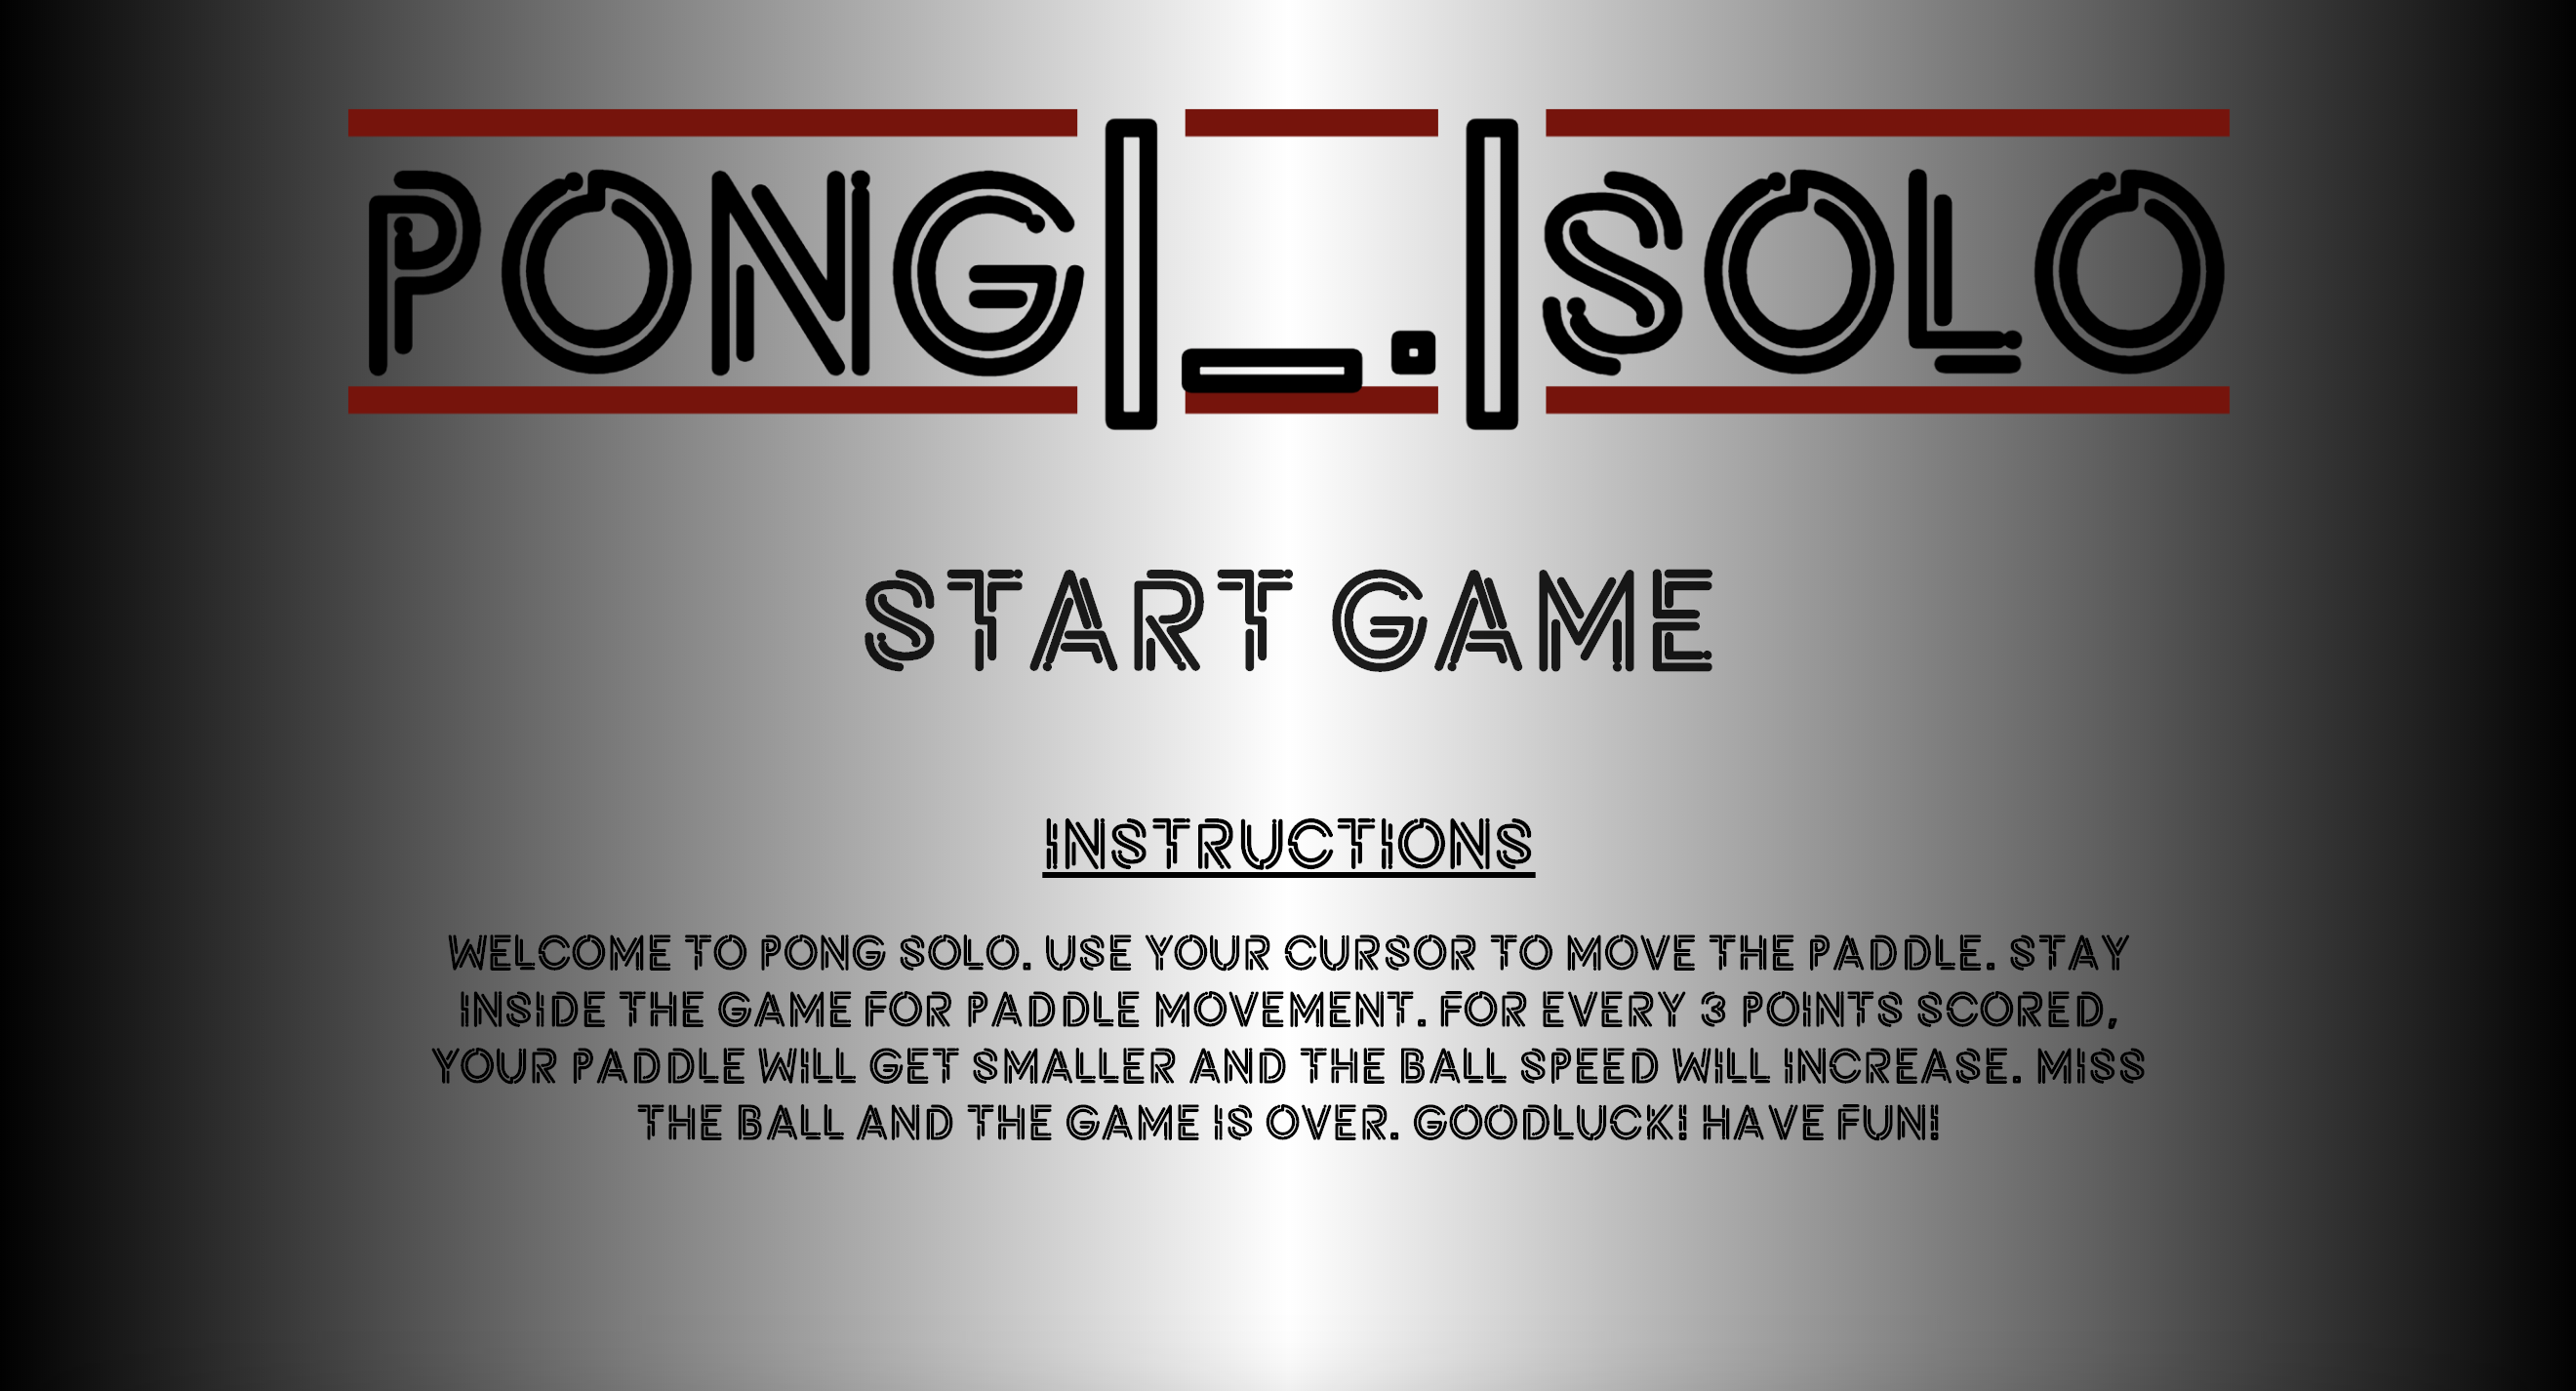 PONG|_.|SOLO
START GAME
INSTRUCTIONS
WELCOME TO PONG SOLO. USE YOUR CURSOR TO MOVE THE PADDLE. STAY
INSIDE THE GAME FOR PADDLE MOVEMENT. FOR EVERY 3 POINTS SCORED,
YOUR PADDLE WILL GET SMALLER AND THE BALL SPEED WILL INCREASE. MISS
THE BALL AND THE GAME IS OVER. GOODLUCK! HAVE FUN!